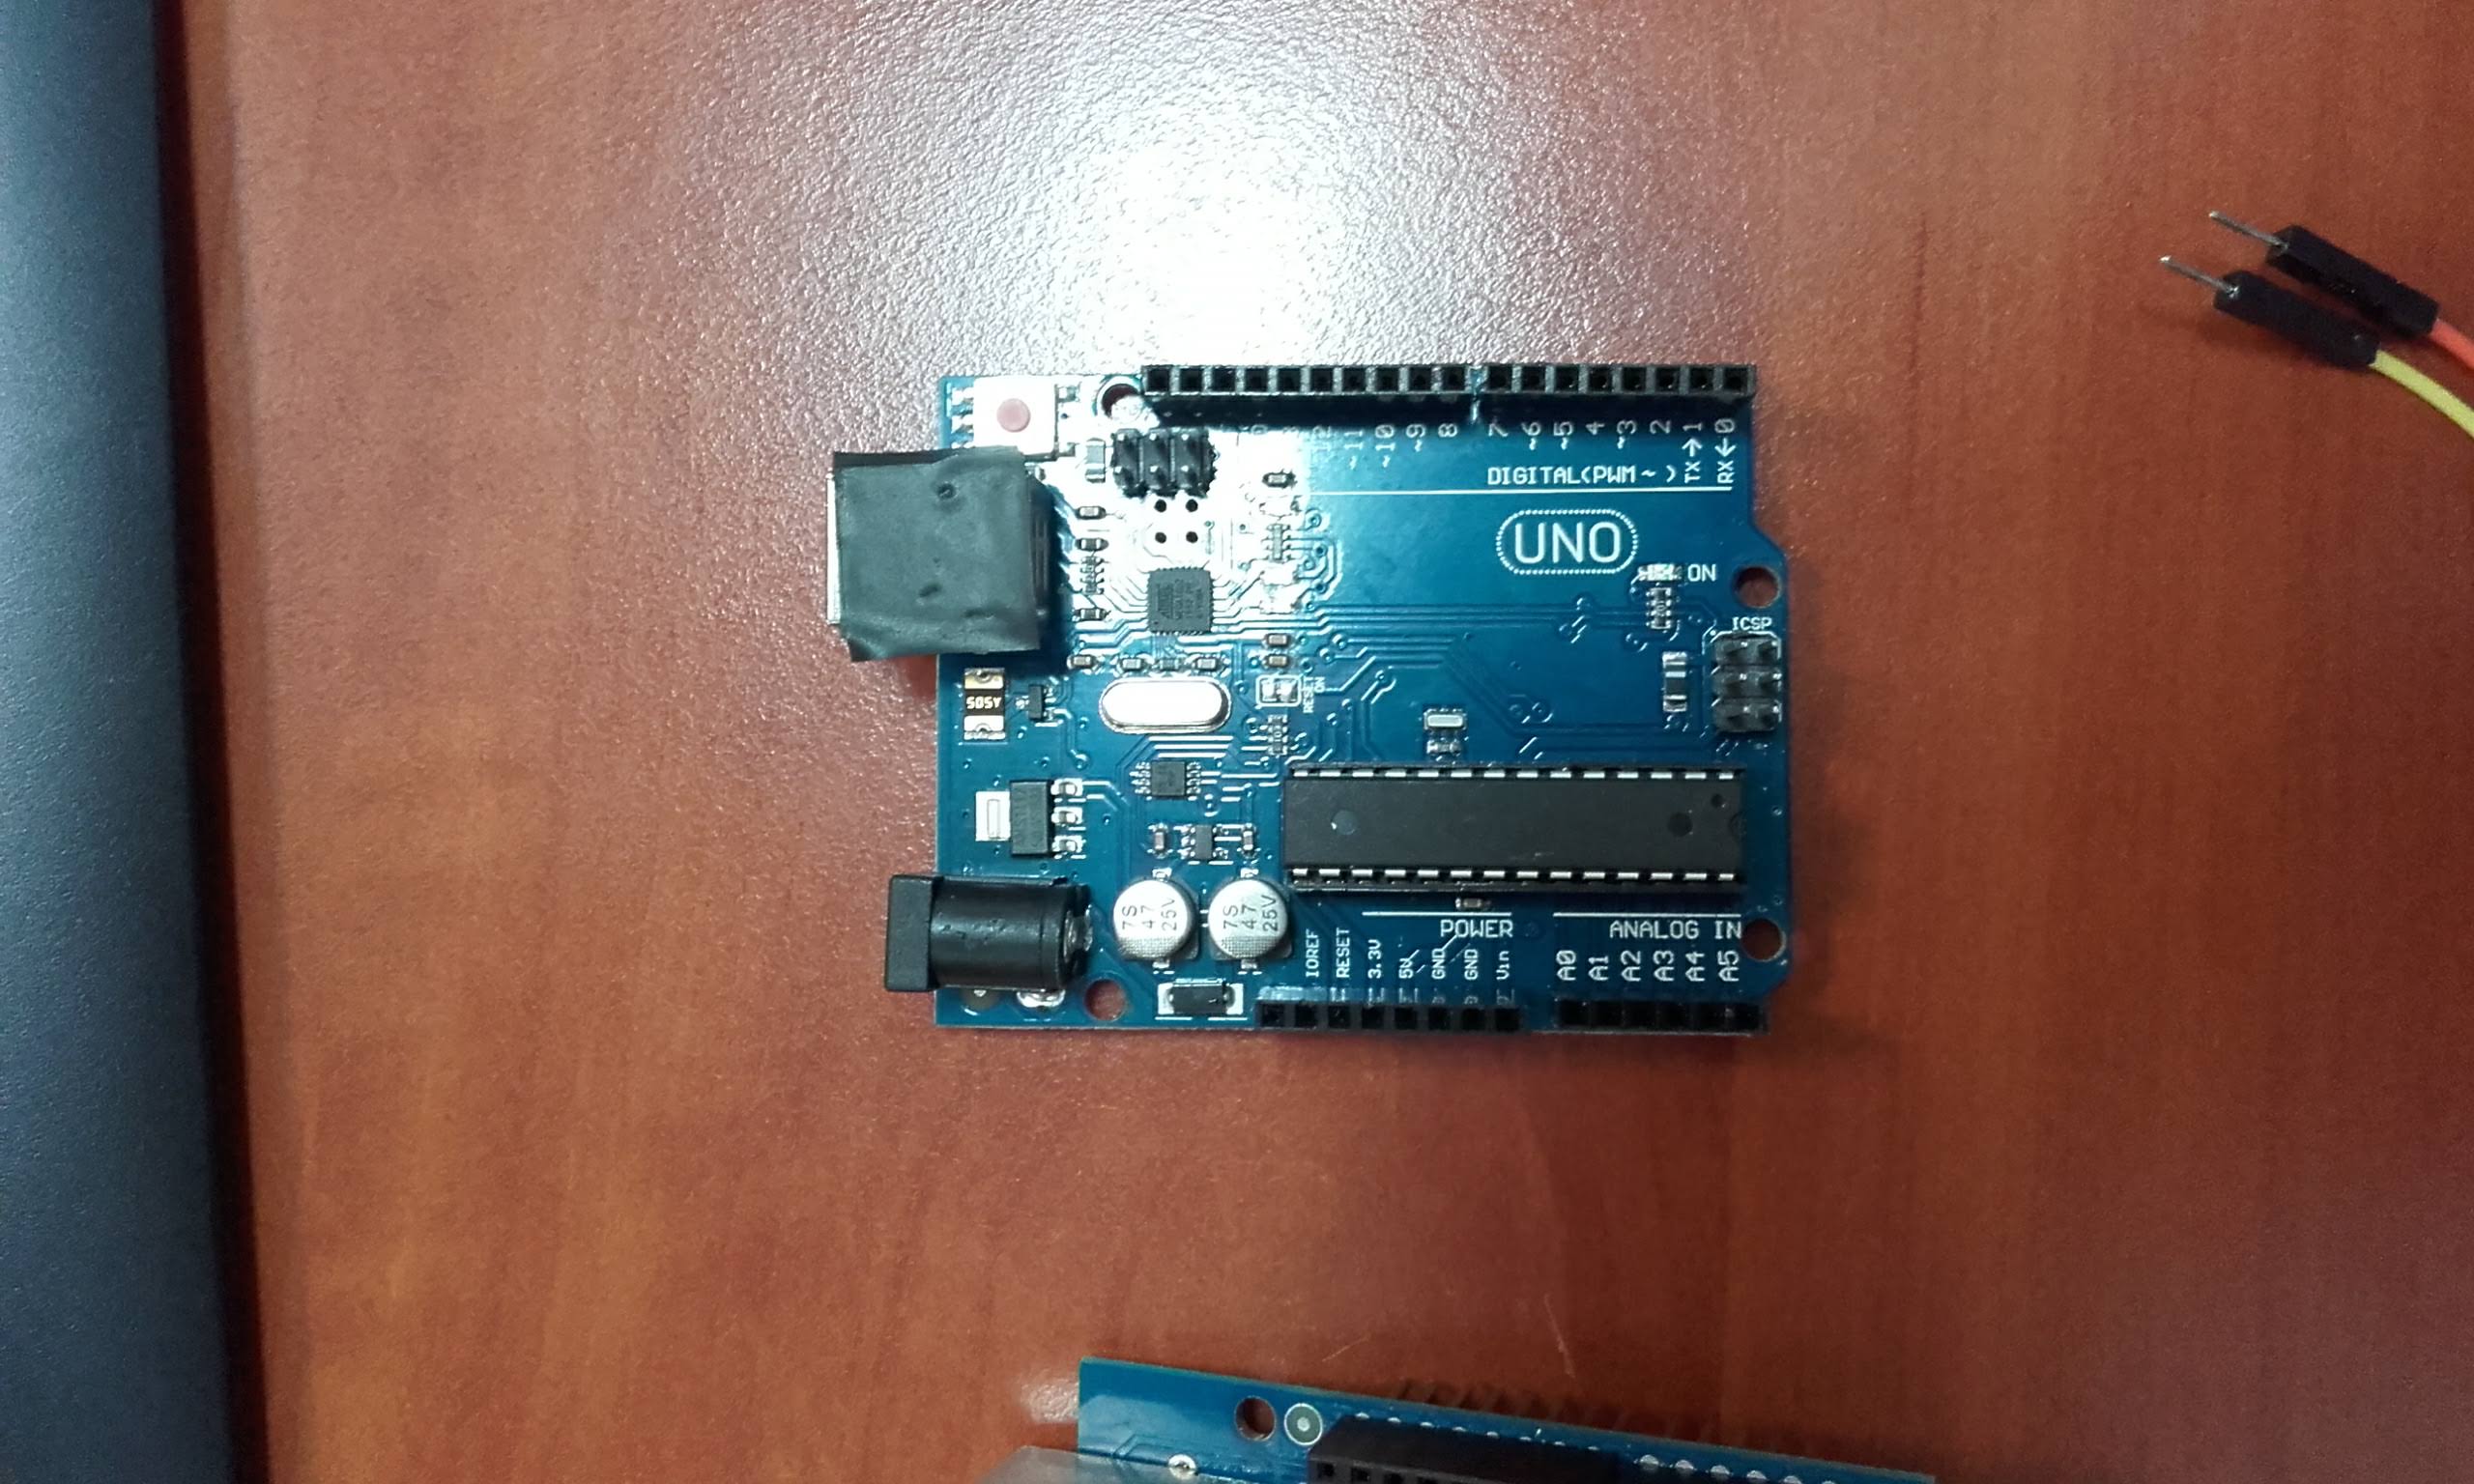 7S
47
25V
7S
47
25V
RESET
ON
IOREF
RESET
3.3V
5V
GND
GND
Vin
POWER
A0
A1
A2
A3
A4
A5
ANALOG IN
UNO
DIGITAL(PWM~)
~11
~10
~9
8
7
~6
~5
4
~3
2
TX→1
RX←0
ON
ICSP